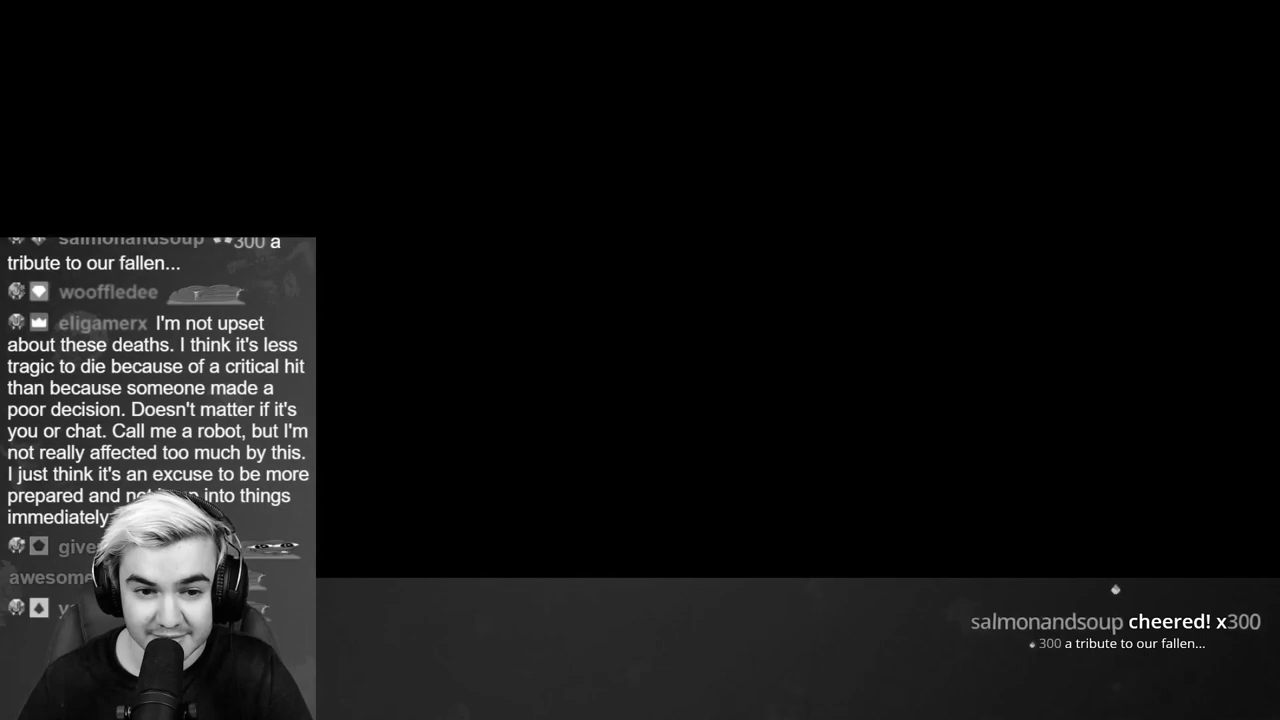 salmonandsoup 300 a
tribute to our fallen...
wooffledee
eligamerx I'm not upset
about these deaths. I think it's less
tragic to die because of a critical hit
than because someone made a
poor decision. Doesn't matter if it's
you or chat. Call me a robot, but I'm
not really affected too much by this.
I just think it's an excuse to be more
prepared and into things
immediately
awesome
salmonandsoup cheered! x300
300 a tribute to our fallen...